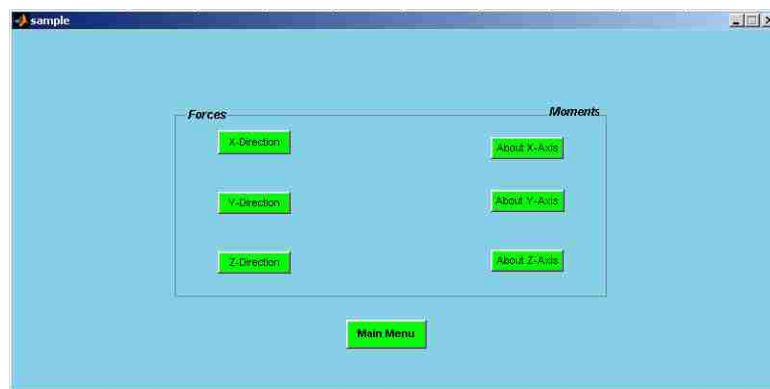 sample
Forces
Moments
X-Direction
About X-Axis
Y-Direction
About Y-Axis
Z-Direction
About Z-Axis
Main Menu